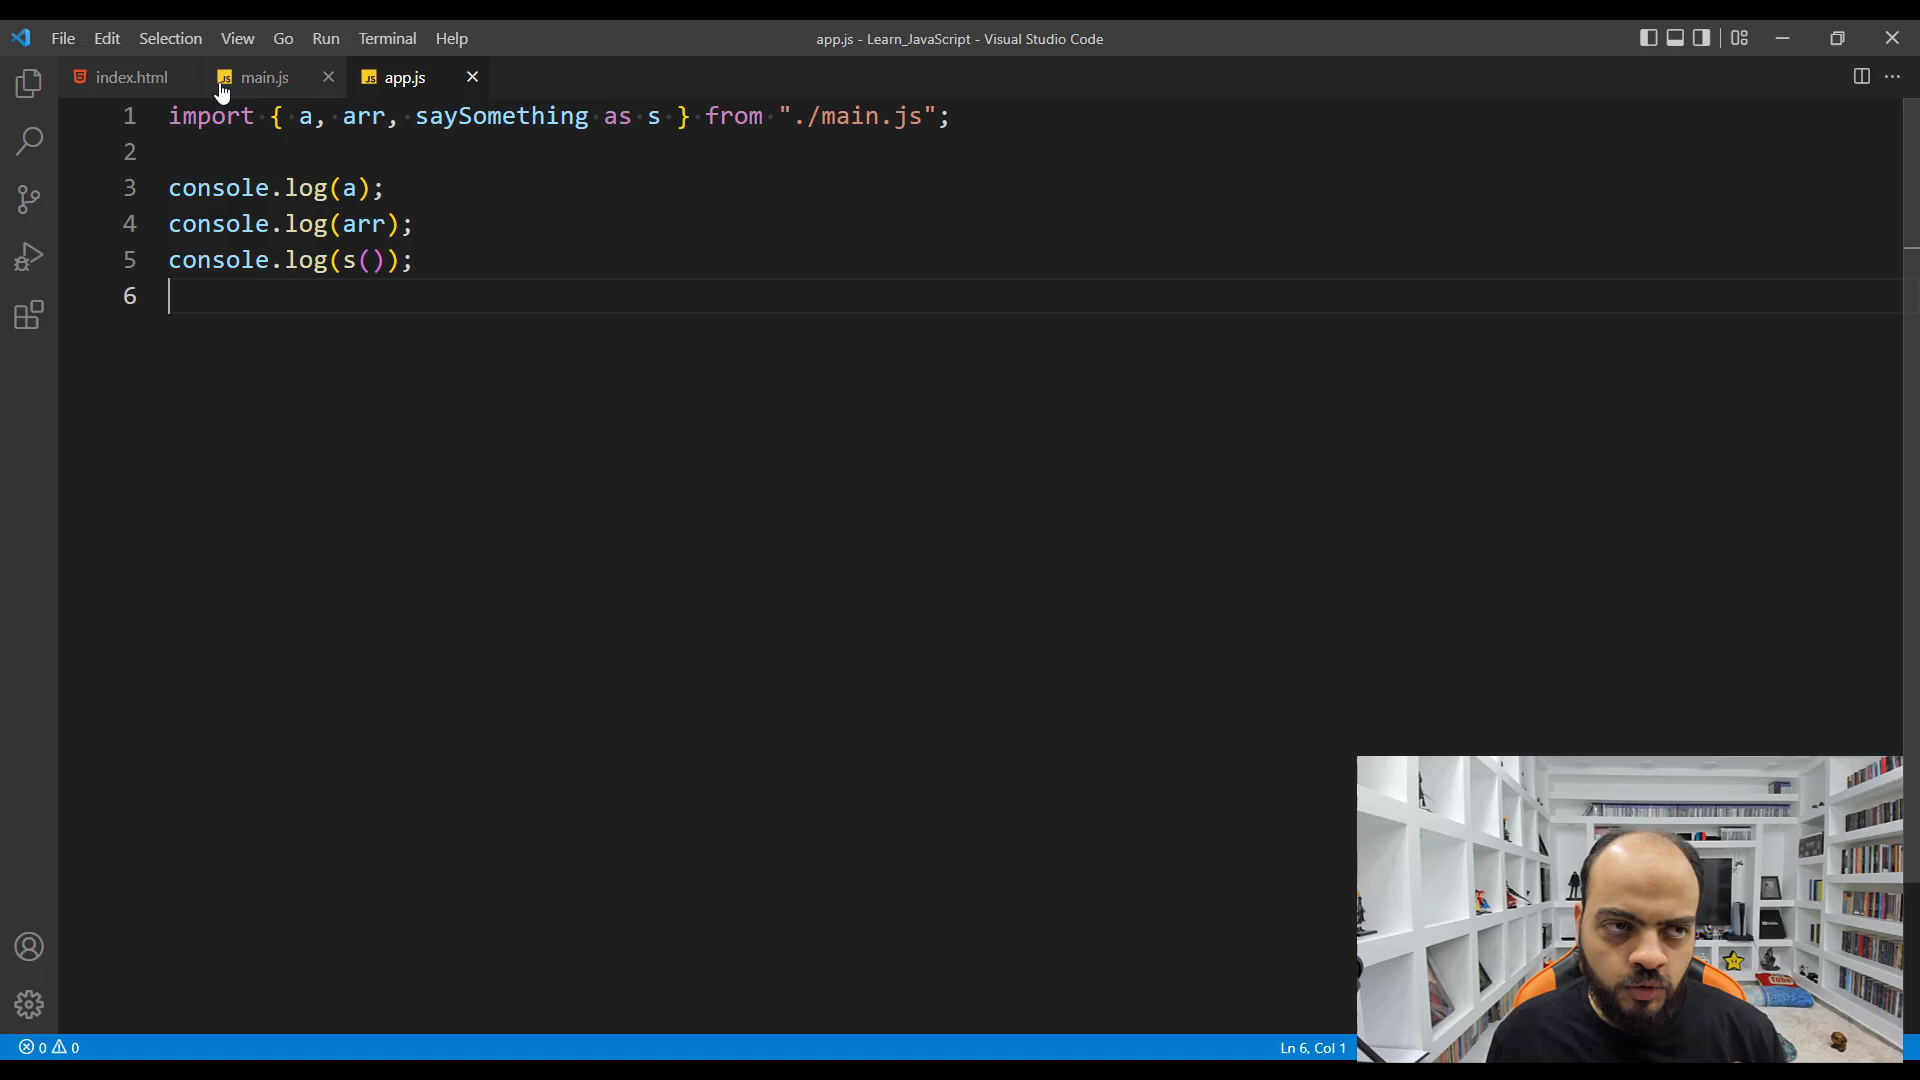 File Edit Selection View Go Run Terminal Help
app.js - Learn_JavaScript - Visual Studio Code
index.html
main.js
app.js
1 import { a, arr, saySomething as s } from "./main.js";
2
3 console.log(a);
4 console.log(arr);
5 console.log(s());
6
0 0
Ln 6, Col 1